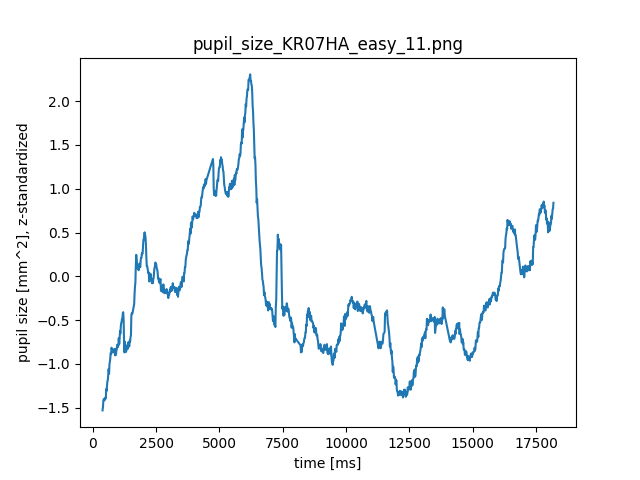 pupil_size_KR07HA_easy_11.png
pupil size [mm^2], z-standardized
2.0
1.5
1.0
0.5
0.0
−0.5
−1.0
−1.5
0 2500 5000 7500 10000 12500 15000 17500
time [ms]